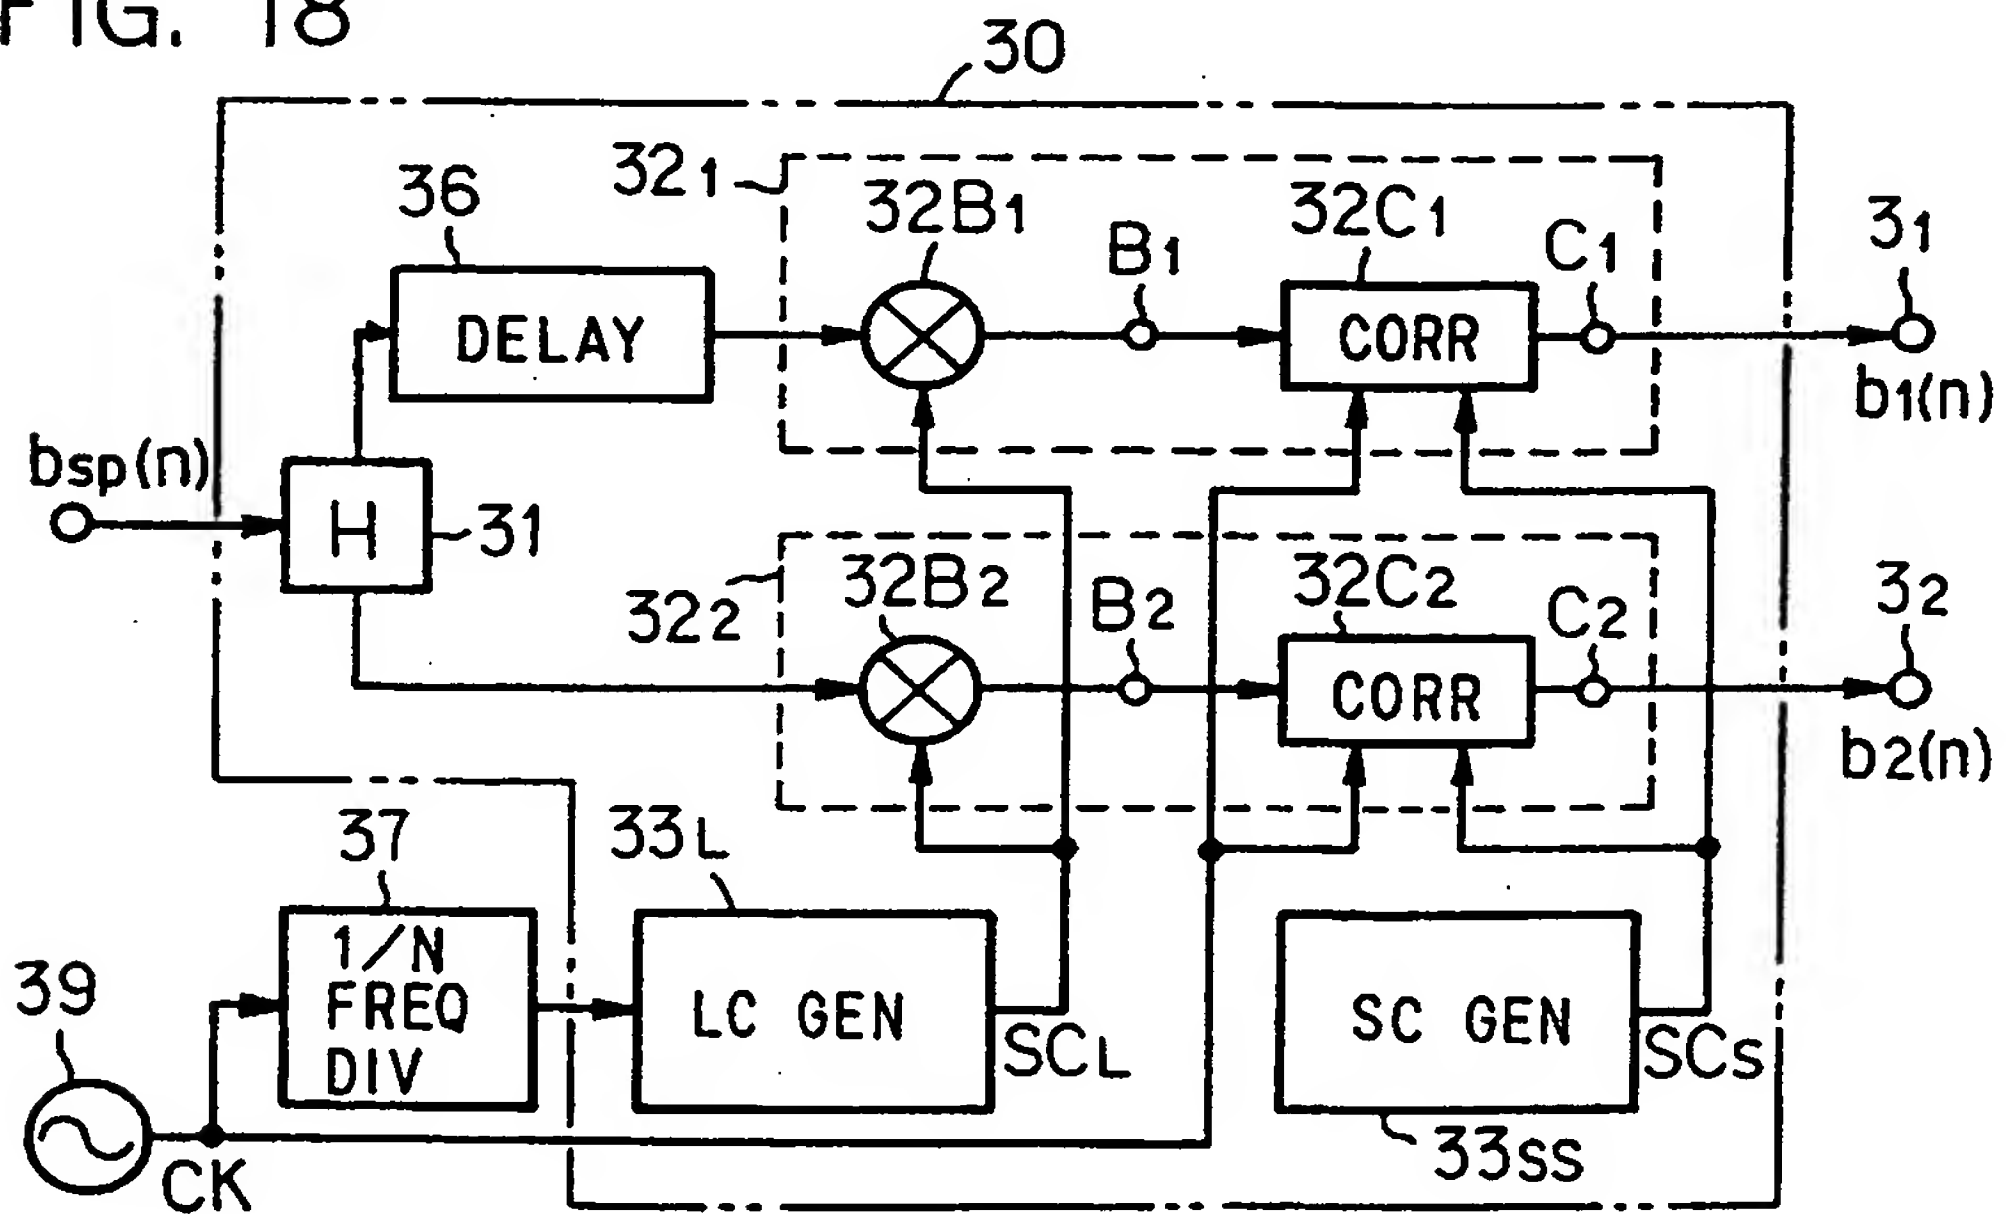 FIG. 18
30
36
321
32B1
B1
32C1
C1
31
DELAY
CORR
b1(n)
bsp(n)
H
31
322
32B2
B2
32C2
C2
32
CORR
b2(n)
37
33L
39
1/N
FREQ
DIV
LC GEN
SCL
SC GEN
SCS
CK
33SS